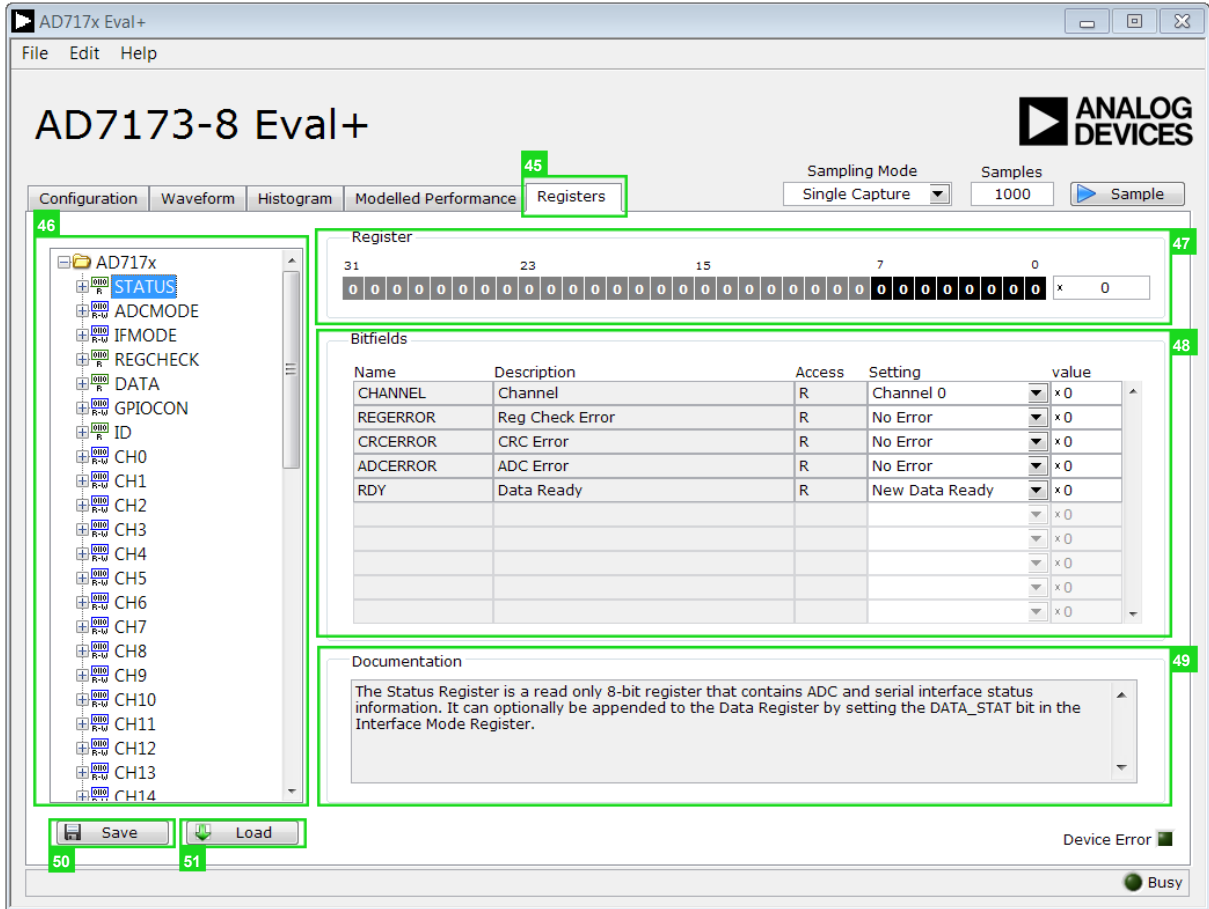 AD717x Eval+
File Edit Help
AD7173-8 Eval+
ANALOG
DEVICES
45
Sampling Mode Samples
Configuration Waveform Histogram Modelled Performance Registers Single Capture 1000 Sample
46
AD717x
STATUS
ADCMODE
IFMODE
REGCHECK
DATA
GPIOCON
ID
CH0
CH1
CH2
CH3
CH4
CH5
CH6
CH7
CH8
CH9
CH10
CH11
CH12
CH13
CH14
Register
47
31 23 15 7 0
0 0 0 0 0 0 0 0 0 0 0 0 0 0 0 0 0 0 0 0 0 0 0 0 0 0 0 0 0 0 0 0 x 0
Bitfields
48
Name Description Access Setting value
CHANNEL Channel R Channel 0 x 0
REGERROR Reg Check Error R No Error x 0
CRCERROR CRC Error R No Error x 0
ADCERROR ADC Error R No Error x 0
RDY Data Ready R New Data Ready x 0
x 0
x 0
x 0
x 0
x 0
Documentation
49
The Status Register is a read only 8-bit register that contains ADC and serial interface status
information. It can optionally be appended to the Data Register by setting the DATA_STAT bit in the
Interface Mode Register.
Save Load
50 51
Device Error
Busy